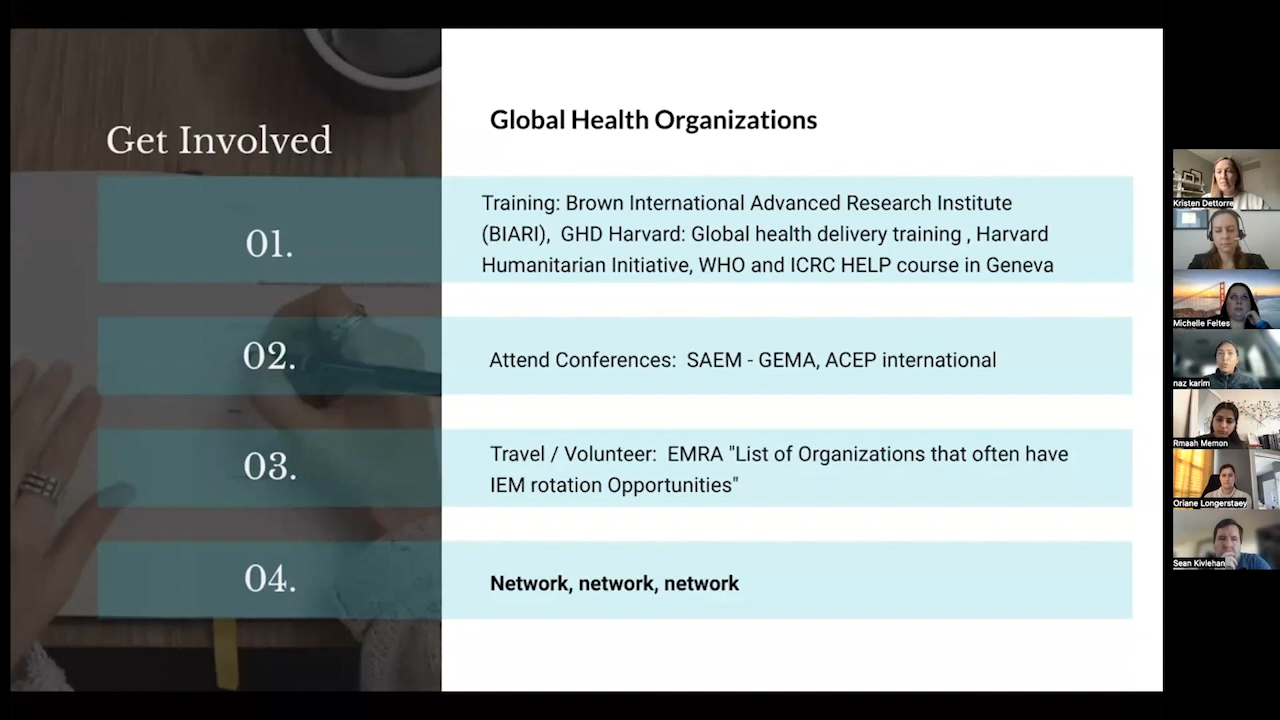 Get Involved
Global Health Organizations
01.
Training: Brown International Advanced Research Institute
(BIARI), GHD Harvard: Global health delivery training , Harvard
Humanitarian Initiative, WHO and ICRC HELP course in Geneva
02.
Attend Conferences: SAEM - GEMA, ACEP international
03.
Travel / Volunteer: EMRA "List of Organizations that often have
IEM rotation Opportunities"
04.
Network, network, network
Kristen Dettorre
Michelle Feltes
naz karim
Rmaah Memon
Oriane Longerstaey
Sean Kivlehan